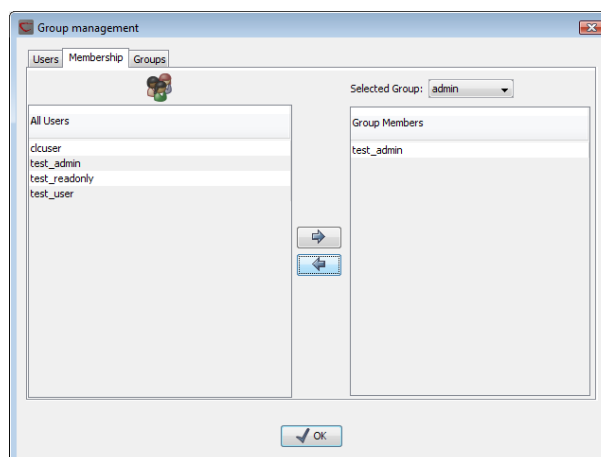 Group management
Users Membership Groups
Selected Group: admin
All Users
clcuser
test_admin
test_readonly
test_user
Group Members
test_admin
OK